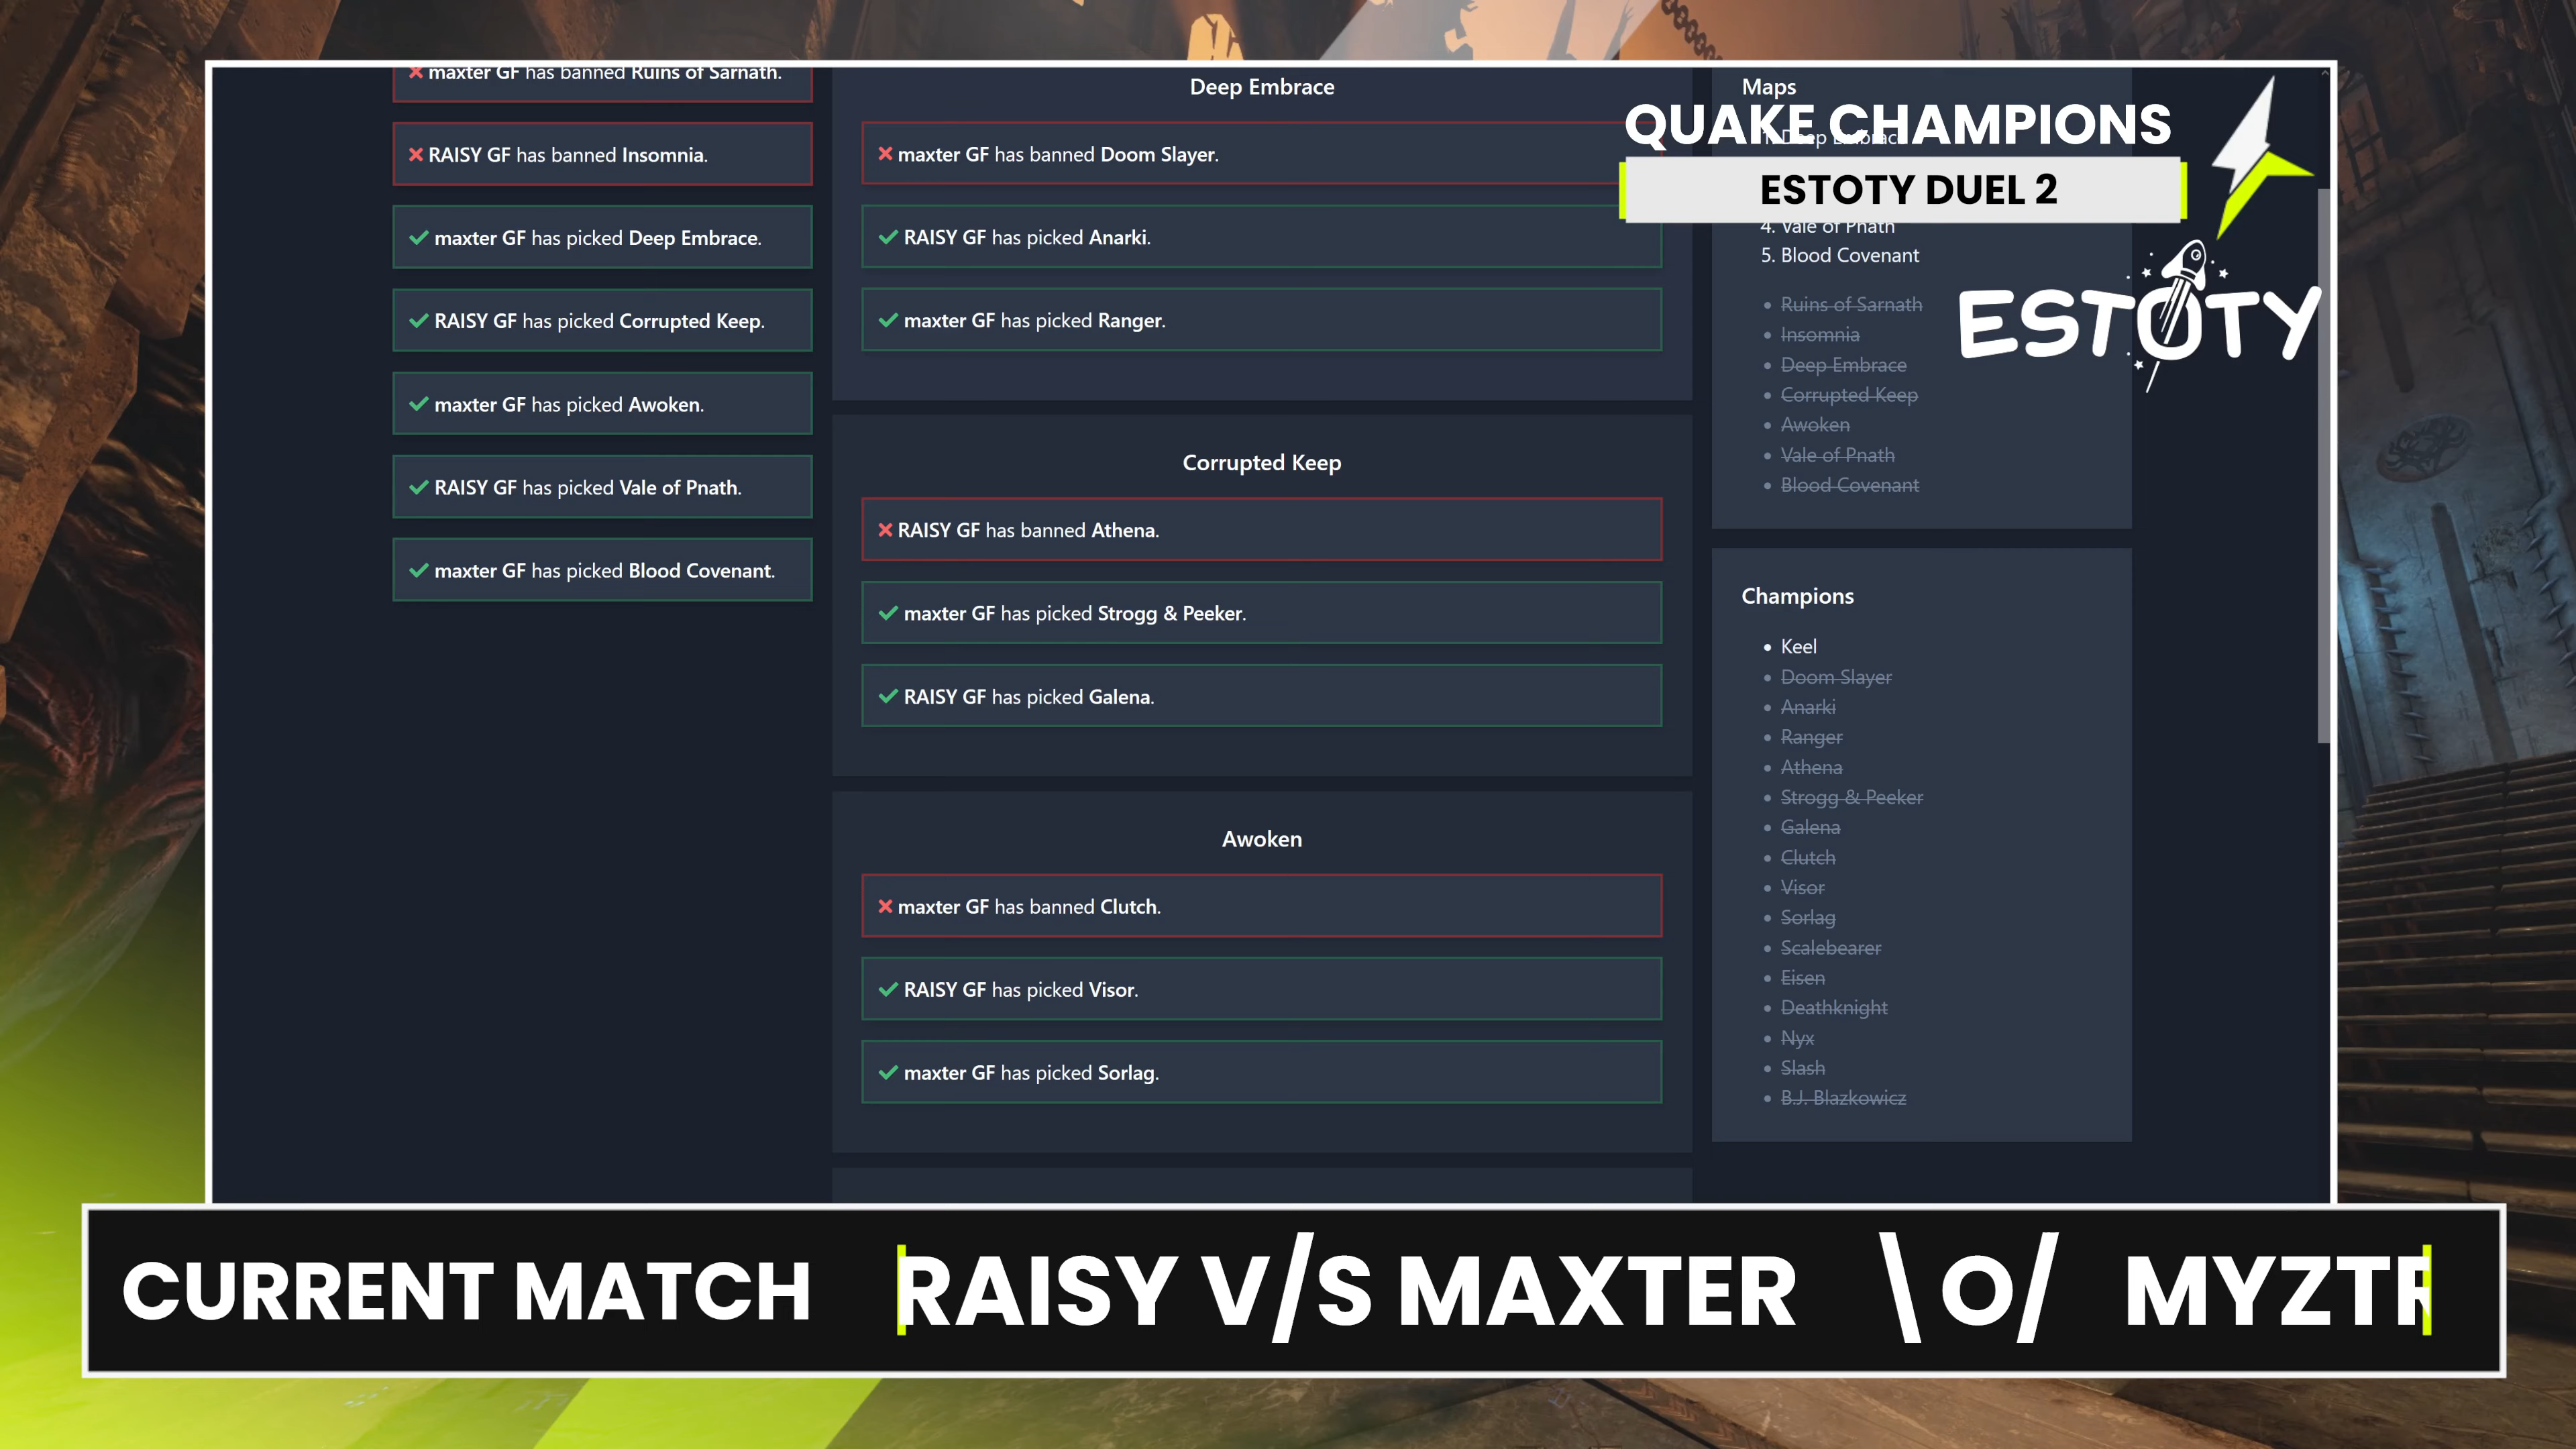 maxter GF has banned Ruins of Sarnath.
RAISY GF has banned Insomnia.
maxter GF has picked Deep Embrace.
RAISY GF has picked Corrupted Keep.
maxter GF has picked Awoken.
RAISY GF has picked Vale of Pnath.
maxter GF has picked Blood Covenant.
Deep Embrace
maxter GF has banned Doom Slayer.
RAISY GF has picked Anarki.
maxter GF has picked Ranger.
Corrupted Keep
RAISY GF has banned Athena.
maxter GF has picked Strogg & Peeker.
RAISY GF has picked Galena.
Awoken
maxter GF has banned Clutch.
RAISY GF has picked Visor.
maxter GF has picked Sorlag.
Maps
QUAKE CHAMPIONS
1. Deep Embrace
ESTOTY DUEL 2
4. Vale of Pnath
5. Blood Covenant
Ruins of Sarnath
Insomnia
Deep Embrace
Corrupted Keep
Awoken
Vale of Pnath
Blood Covenant
ESTOTY
Champions
Keel
Doom Slayer
Anarki
Ranger
Athena
Strogg & Peeker
Galena
Clutch
Visor
Sorlag
Scalebearer
Eisen
Deathknight
Nyx
Slash
B.J. Blazkowicz
CURRENT MATCH
RAISY V/S MAXTER \O/